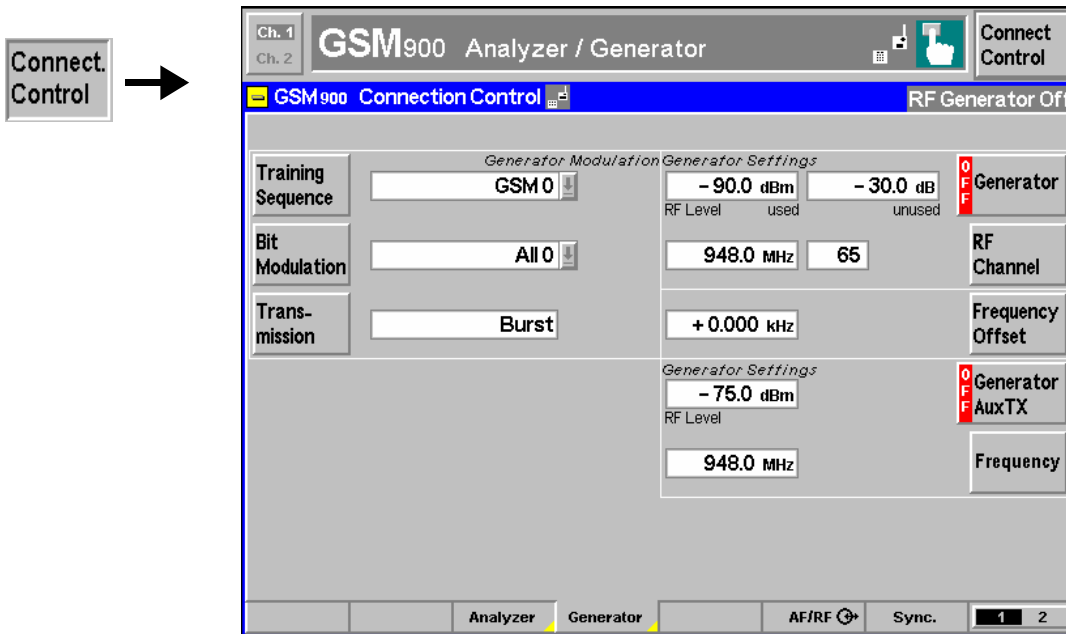 Connect.
Control
Ch. 1
Ch. 2
GSM900 Analyzer / Generator
Connect
Control
GSM900 Connection Control
RF Generator Off
Generator Modulation
Generator Settings
Training
Sequence
GSM 0
– 90.0 dBm
– 30.0 dB
RF Level used
unused
OFF
Generator
Bit
Modulation
All 0
948.0 MHz
65
RF
Channel
Trans-
mission
Burst
+ 0.000 kHz
Frequency
Offset
Generator Settings
– 75.0 dBm
RF Level
OFF
Generator
AuxTX
948.0 MHz
Frequency
Analyzer
Generator
AF/RF
Sync.
1 2